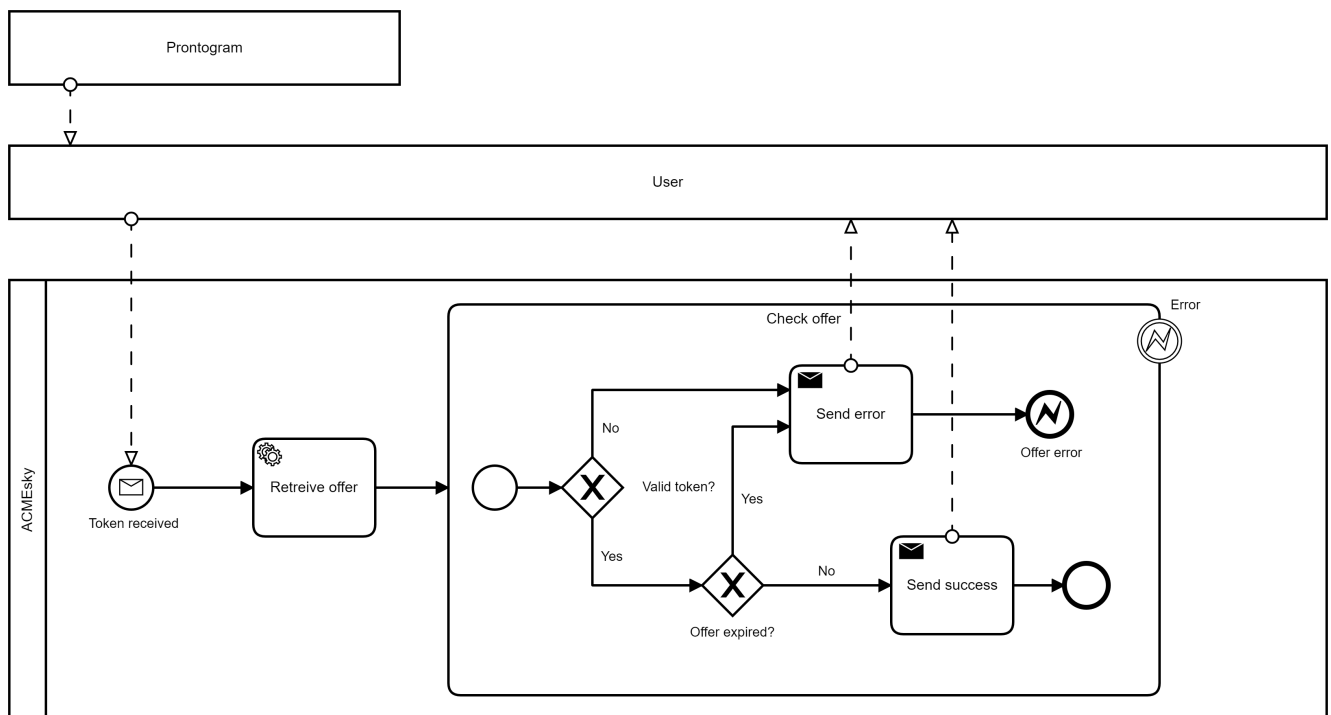 Prontogram
User
Error
Check offer
Send error
No
Offer error
ACMEsky
Retreive offer
Valid token?
Yes
Token received
Yes
No
Send success
Offer expired?